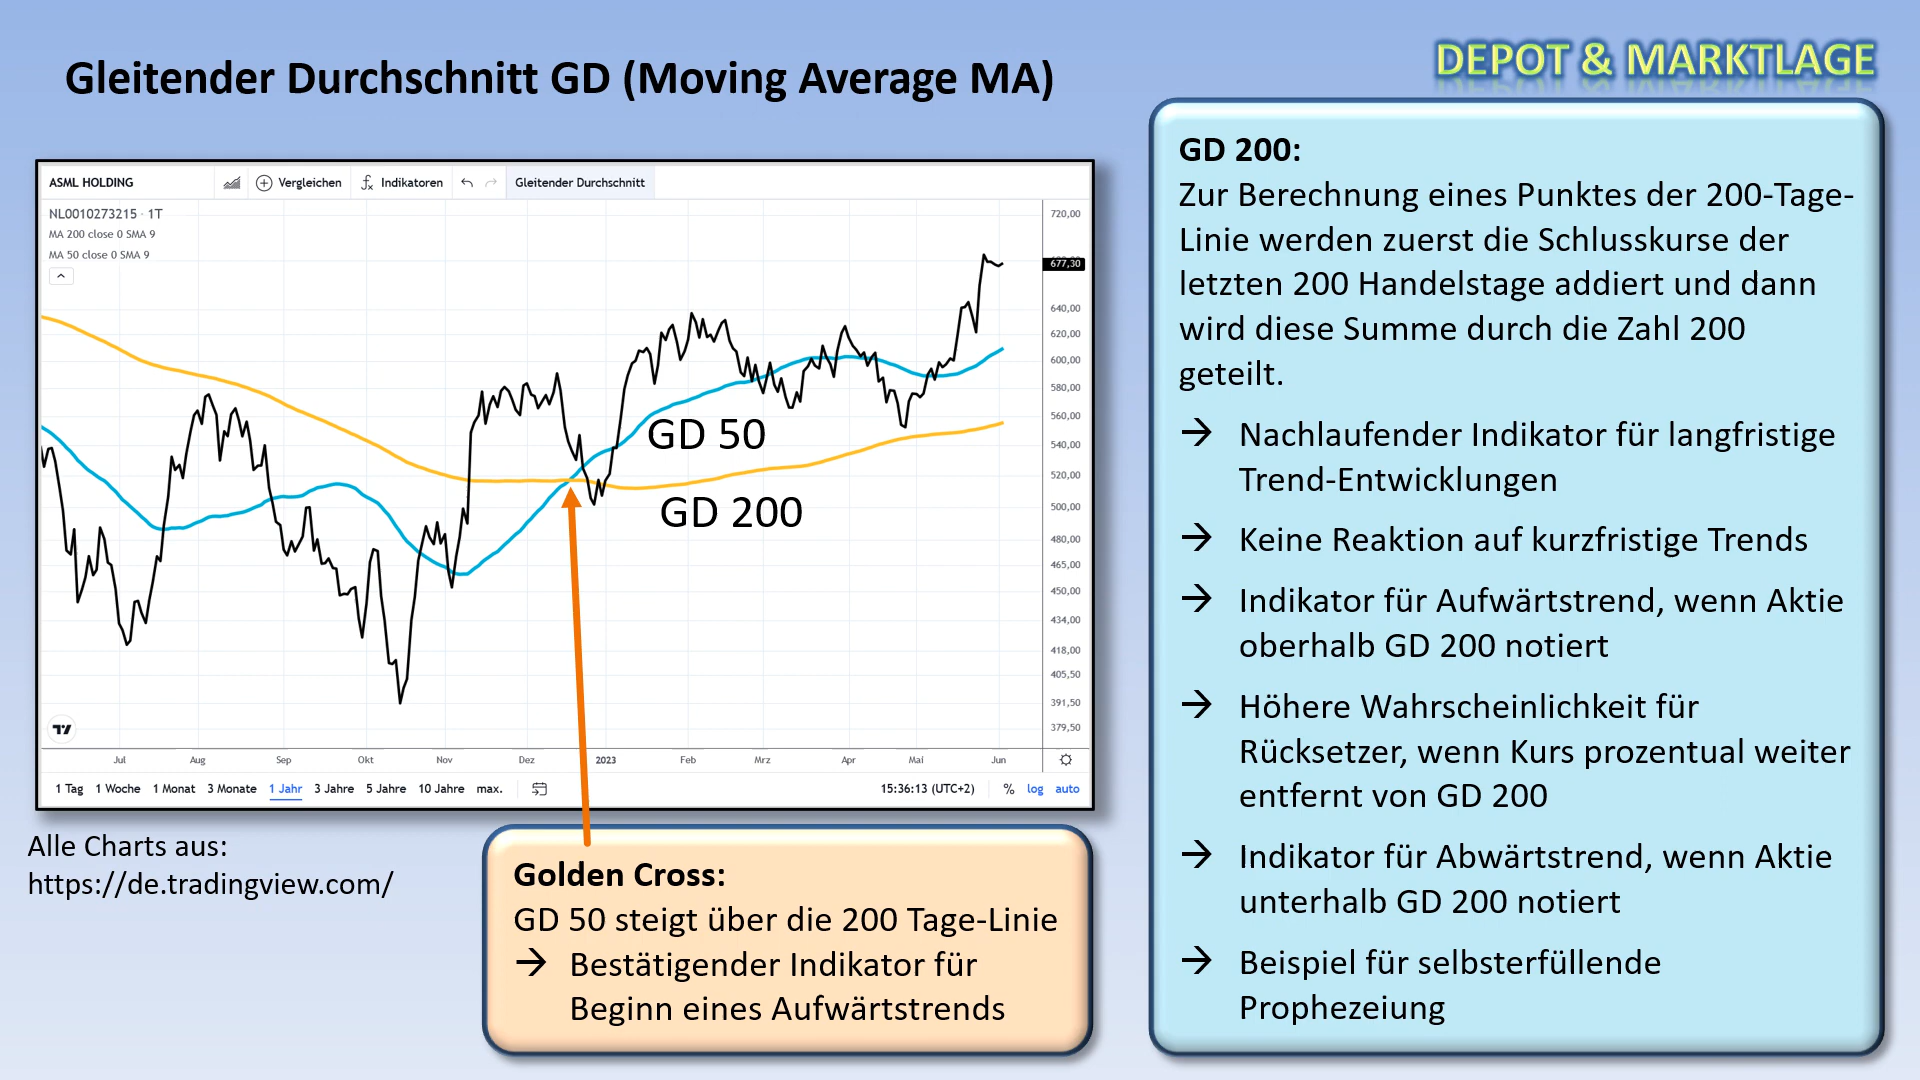 Gleitender Durchschnitt GD (Moving Average MA)
DEPOT & MARKTLAGE
ASML HOLDING
Vergleichen
Indikatoren
Gleitender Durchschnitt
NL0010273215 · 1T
MA 200 close 0 SMA 9
MA 50 close 0 SMA 9
720,00
677,30
640,00
620,00
600,00
580,00
560,00
540,00
520,00
500,00
480,00
465,00
450,00
434,00
418,00
405,50
391,50
379,50
GD 50
GD 200
Jul Aug Sep Okt Nov Dez 2023 Feb Mrz Apr Mai Jun
1 Tag 1 Woche 1 Monat 3 Monate 1 Jahr 3 Jahre 5 Jahre 10 Jahre max.
15:36:13 (UTC+2) % log auto
Alle Charts aus:
https://de.tradingview.com/
Golden Cross:
GD 50 steigt über die 200 Tage-Linie
→ Bestätigender Indikator für
Beginn eines Aufwärtstrends
GD 200:
Zur Berechnung eines Punktes der 200-Tage-
Linie werden zuerst die Schlusskurse der
letzten 200 Handelstage addiert und dann
wird diese Summe durch die Zahl 200
geteilt.
→ Nachlaufender Indikator für langfristige
Trend-Entwicklungen
→ Keine Reaktion auf kurzfristige Trends
→ Indikator für Aufwärtstrend, wenn Aktie
oberhalb GD 200 notiert
→ Höhere Wahrscheinlichkeit für
Rücksetzer, wenn Kurs prozentual weiter
entfernt von GD 200
→ Indikator für Abwärtstrend, wenn Aktie
unterhalb GD 200 notiert
→ Beispiel für selbsterfüllende
Prophezeiung